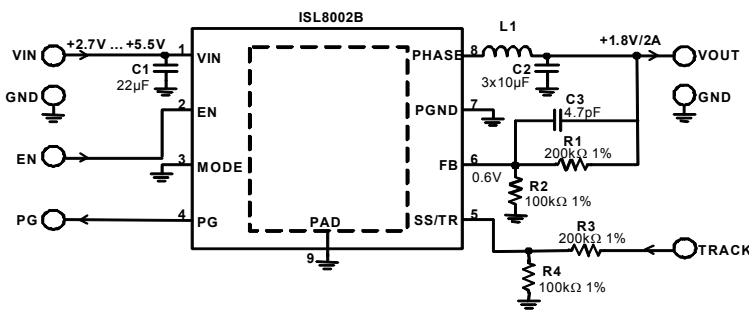 ISL8002B
L1
VIN
+2.7V ... +5.5V
1
VIN
PHASE
8
+1.8V/2A
VOUT
C1
22µF
C2
3x10µF
GND
2
EN
PGND
7
C3
4.7pF
GND
EN
3
MODE
FB
6
0.6V
R1
200kΩ 1%
R2
100kΩ 1%
PG
4
PG
PAD
SS/TR
5
R3
200kΩ 1%
TRACK
9
R4
100kΩ 1%